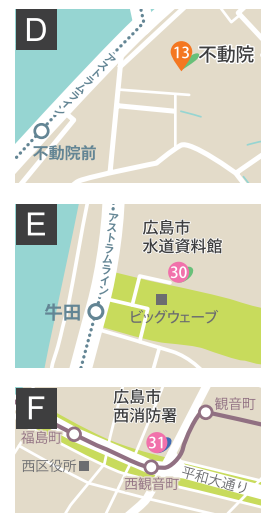 D
13 不動院
アストラムライン
不動院前
E
アストラムライン
広島市
水道資料館
30
牛田
ビッグウェーブ
F
広島市
西消防署
31
観音町
福島町
西区役所
西観音町
平和大通り